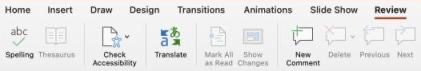 Home Insert Draw Design Transitions Animations Slide Show Review
abc
Spelling Thesaurus Check Accessibility Translate Mark All as Read Show Changes New Comment Delete Previous Next